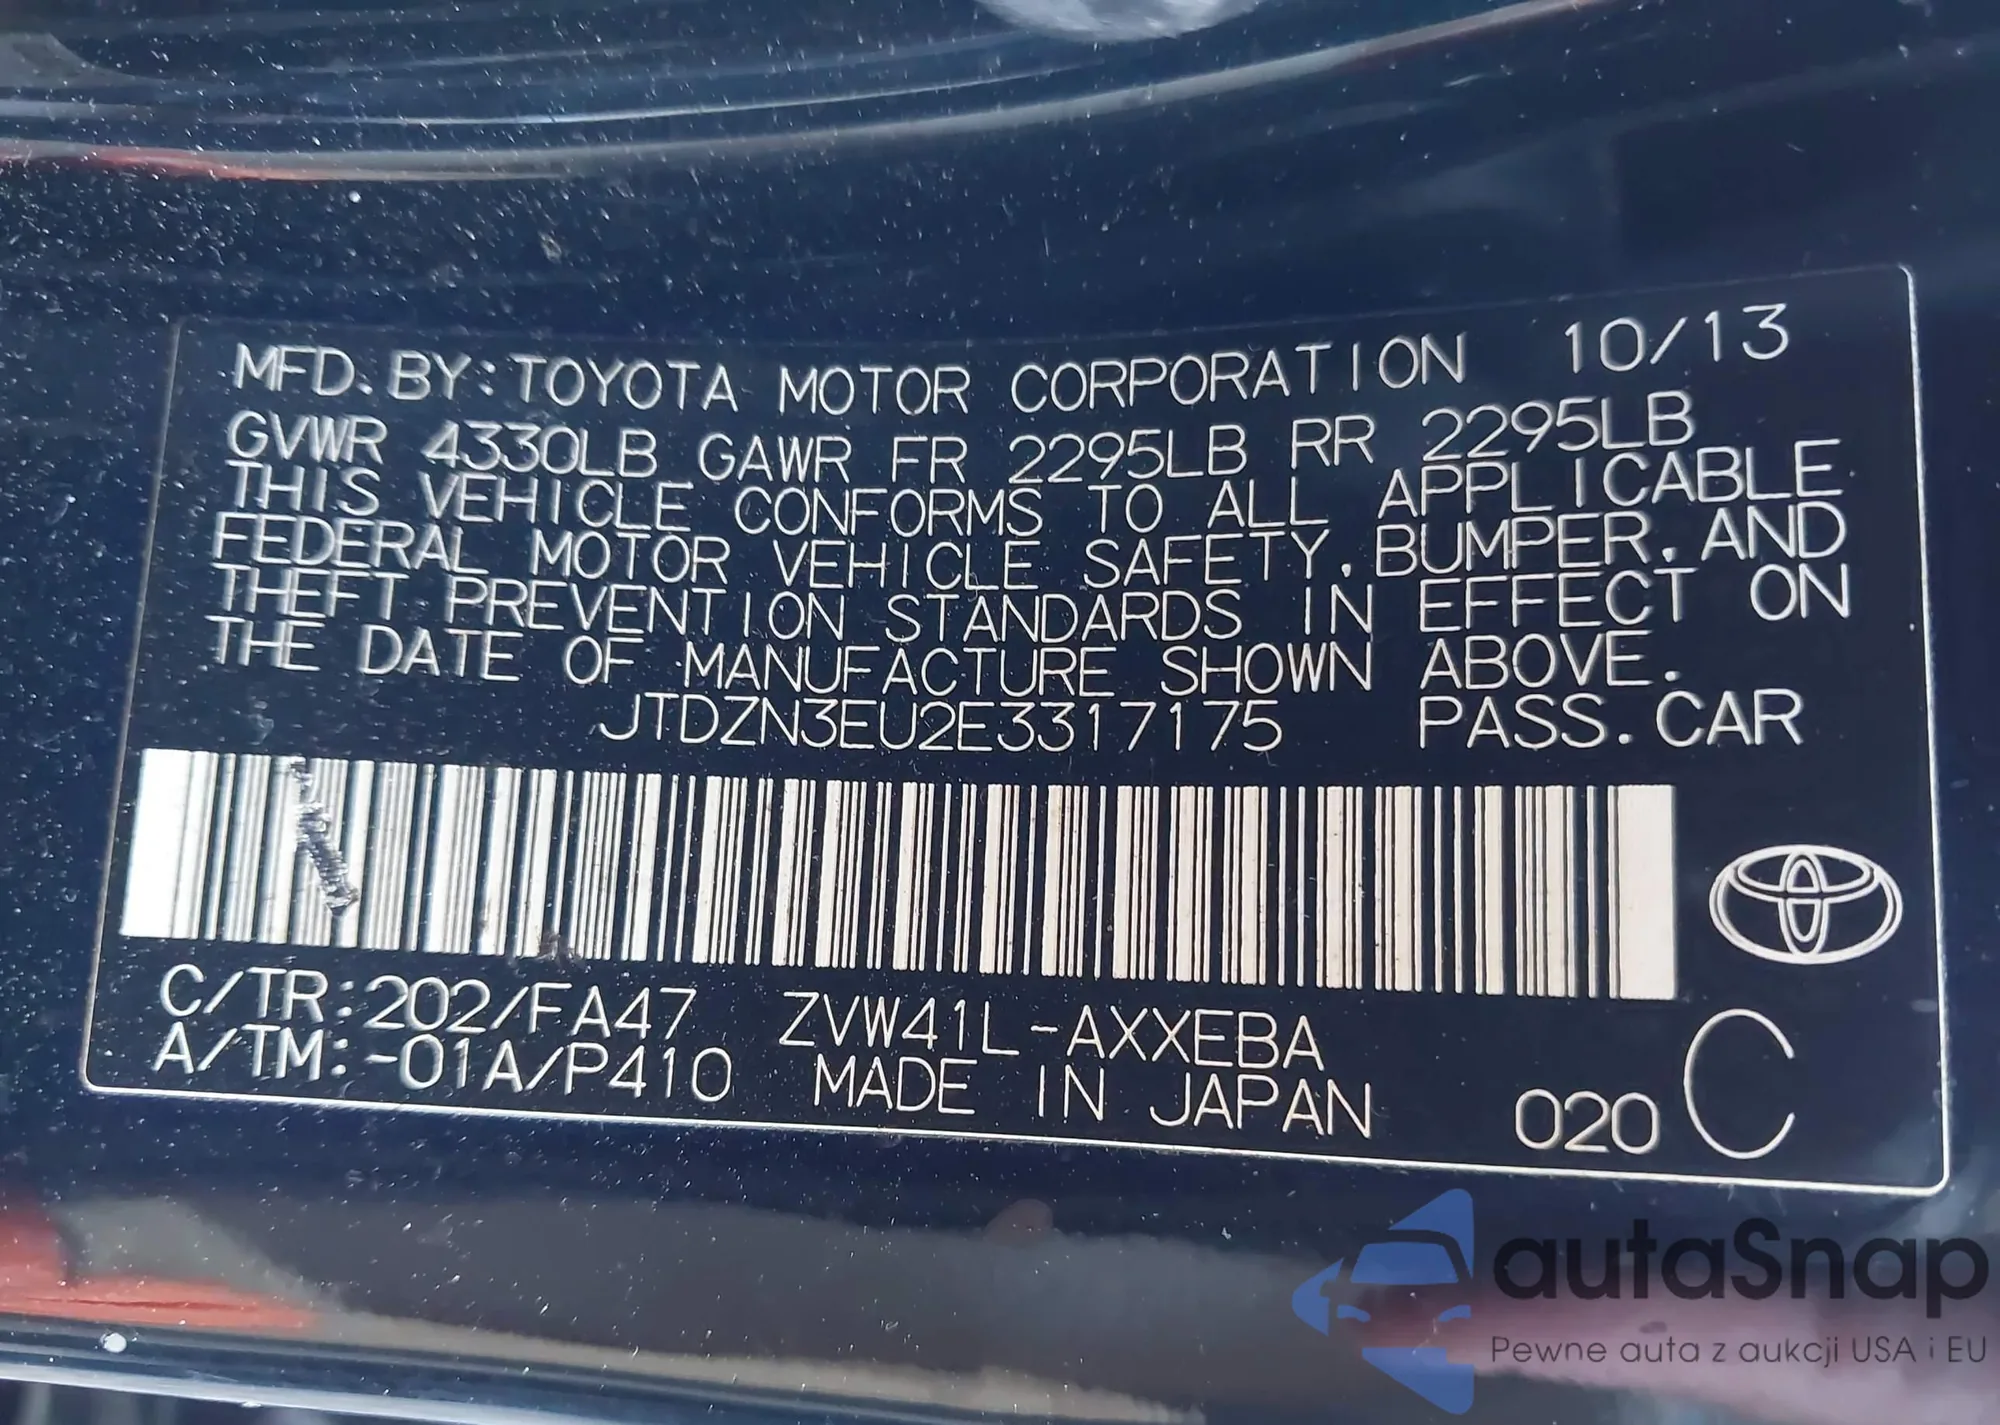 MFD. BY: TOYOTA MOTOR CORPORATION 10/13
GVWR 4330LB GAWR FR 2295LB RR 2295LB
THIS VEHICLE CONFORMS TO ALL APPLICABLE
FEDERAL MOTOR VEHICLE SAFETY, BUMPER, AND
THEFT PREVENTION STANDARDS IN EFFECT ON
THE DATE OF MANUFACTURE SHOWN ABOVE.
JTDZN3EU2E3317175 PASS. CAR
C/TR:202/FA47 ZVW41L-AXXEBA
A/TM:-01A/P410 MADE IN JAPAN 020 C
autaSnap
Pewne auta z aukcji USA i EU